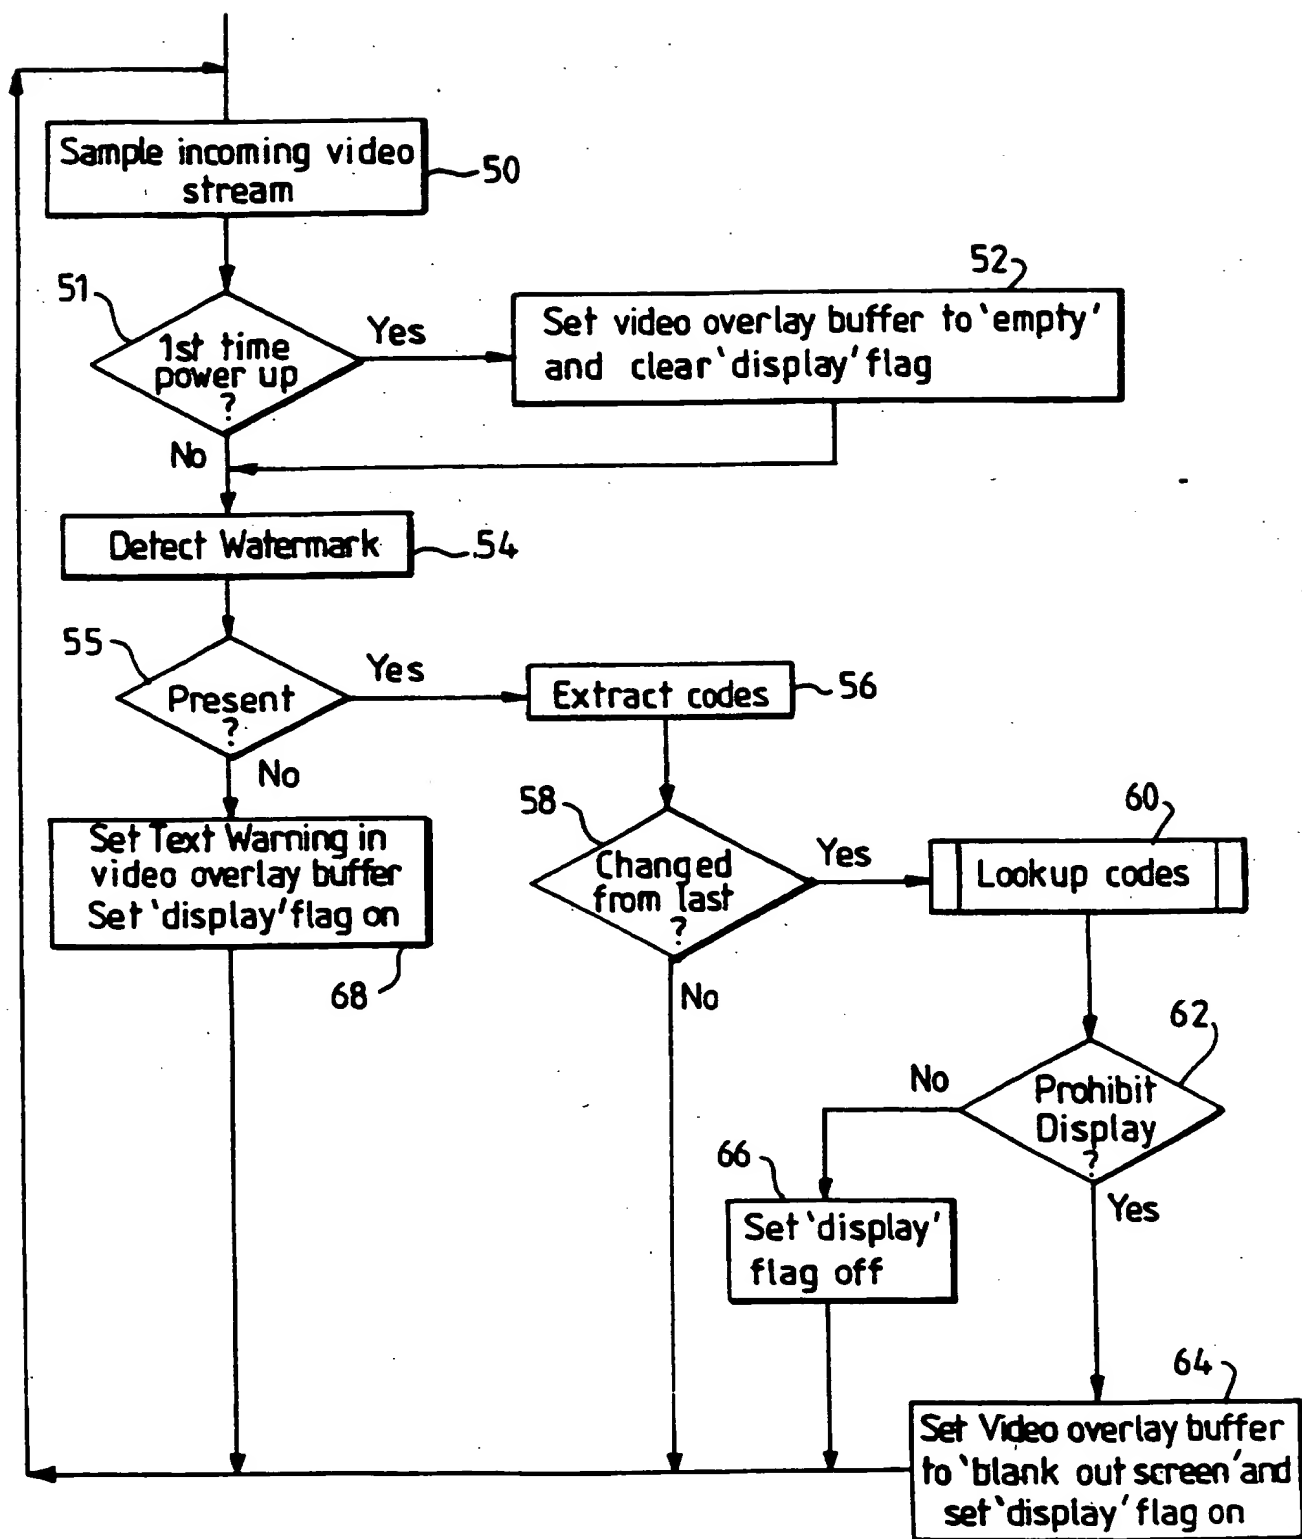 Sample incoming video
stream
50
51
1st time
power up
?
Yes
52
Set video overlay buffer to 'empty'
and clear 'display' flag
No
Detect Watermark
54
55
Present
?
Yes
Extract codes
56
No
58
Changed
from last
?
Yes
60
Lookup codes
Set Text Warning in
video overlay buffer
Set 'display' flag on
68
No
62
Prohibit
Display
?
No
66
Set 'display'
flag off
Yes
64
Set Video overlay buffer
to 'blank out screen' and
set 'display' flag on